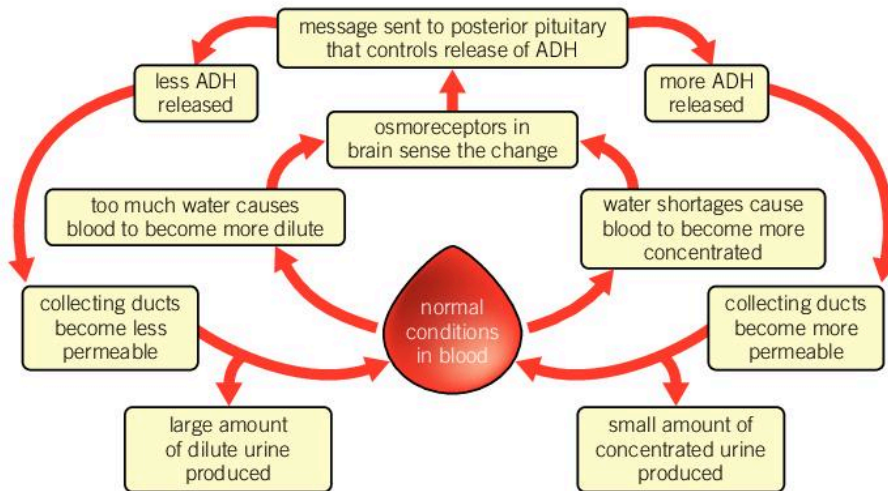 message sent to posterior pituitary
that controls release of ADH
less ADH
released
more ADH
released
osmoreceptors in
brain sense the change
too much water causes
blood to become more dilute
water shortages cause
blood to become more
concentrated
collecting ducts
become less
permeable
normal
conditions
in blood
collecting ducts
become more
permeable
large amount
of dilute urine
produced
small amount of
concentrated urine
produced